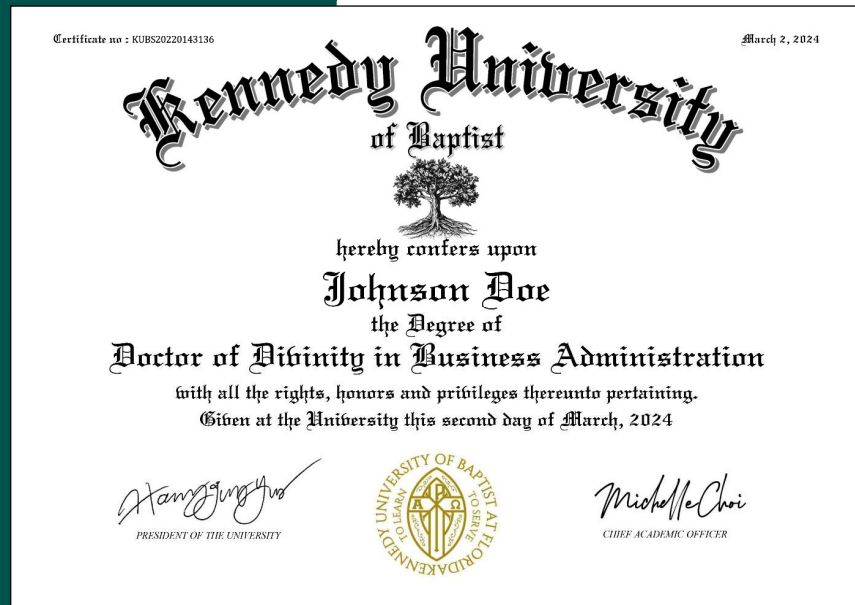 Certificate no : KUBS20220143136
March 2, 2024
Kennedy University
of Baptist
hereby confers upon
Johnson Doe
the Degree of
Doctor of Divinity in Business Administration
with all the rights, honors and privileges thereunto pertaining.
Given at the University this second day of March, 2024
PRESIDENT OF THE UNIVERSITY
KENNEDY UNIVERSITY OF BAPTIST AT FLORIDA
TO LEARN
TO SERVE
Α Ω
Michelle Choi
CHIEF ACADEMIC OFFICER